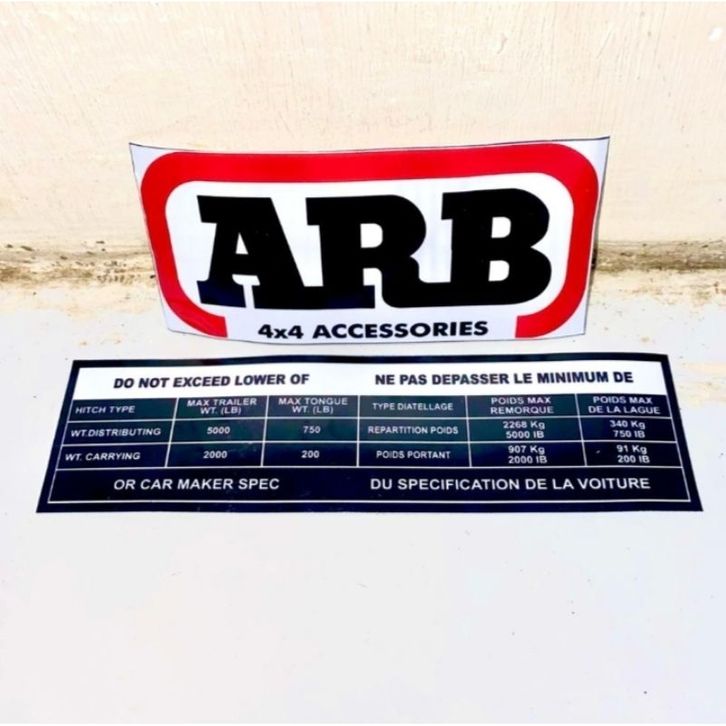 ARB
4x4 ACCESSORIES
DO NOT EXCEED LOWER OF NE PAS DEPASSER LE MINIMUM DE
HITCH TYPE MAX TRAILER WT. (LB) MAX TONGUE WT. (LB) TYPE DIATELLAGE POIDS MAX REMORQUE POIDS MAX DE LA LAGUE
WT.DISTRIBUTING 5000 750 REPARTITION POIDS 2268 Kg 5000 IB 340 Kg 750 IB
WT. CARRYING 2000 200 POIDS PORTANT 907 Kg 2000 IB 91 Kg 200 IB
OR CAR MAKER SPEC DU SPECIFICATION DE LA VOITURE